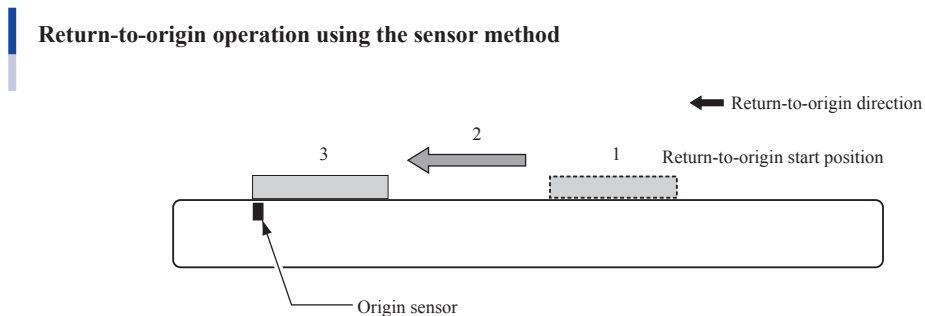 Return-to-origin operation using the sensor method
Return-to-origin direction
2
3
1
Return-to-origin start position
Origin sensor